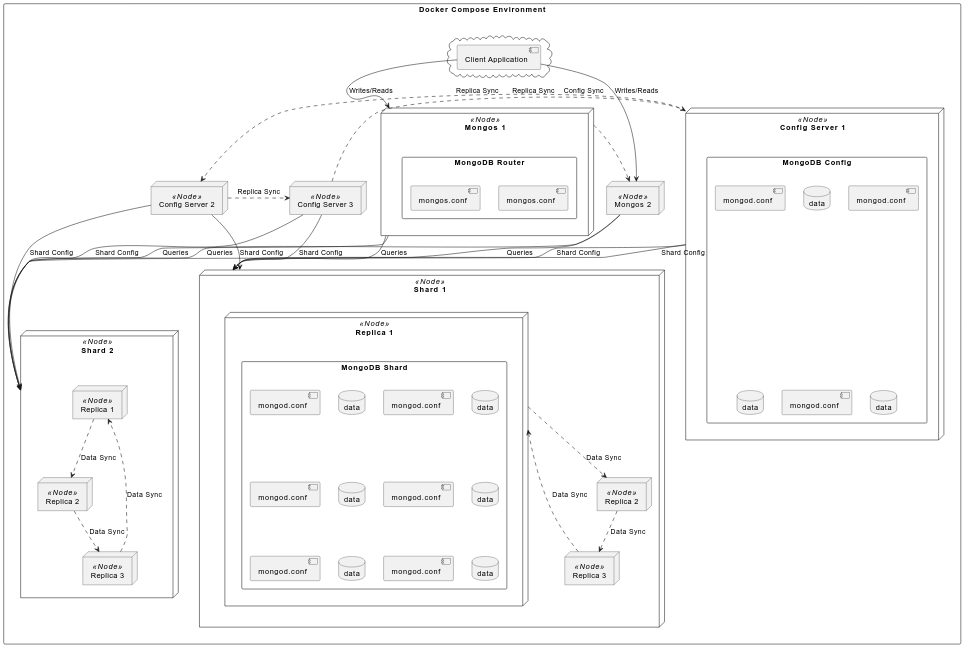 Docker Compose Environment
Client Application
Writes/Reads
Replica Sync
Replica Sync
Config Sync
Writes/Reads
«Node»
Mongos 1
MongoDB Router
mongos.conf
mongos.conf
«Node»
Config Server 1
MongoDB Config
mongod.conf
data
mongod.conf
data
mongod.conf
data
«Node»
Config Server 2
Replica Sync
«Node»
Config Server 3
«Node»
Mongos 2
Shard Config
Shard Config
Queries
Queries
Shard Config
Shard Config
Queries
Queries
Shard Config
Shard Config
«Node»
Shard 2
«Node»
Replica 1
Data Sync
«Node»
Replica 2
Data Sync
Data Sync
«Node»
Replica 3
«Node»
Shard 1
«Node»
Replica 1
MongoDB Shard
mongod.conf
data
mongod.conf
data
mongod.conf
data
mongod.conf
data
mongod.conf
data
mongod.conf
data
Data Sync
«Node»
Replica 2
Data Sync
Data Sync
«Node»
Replica 3